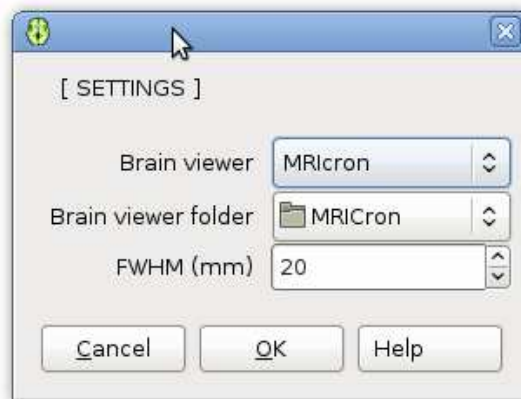 [ SETTINGS ]
Brain viewer MRIcron
Brain viewer folder MRICron
FWHM (mm) 20
Cancel OK Help